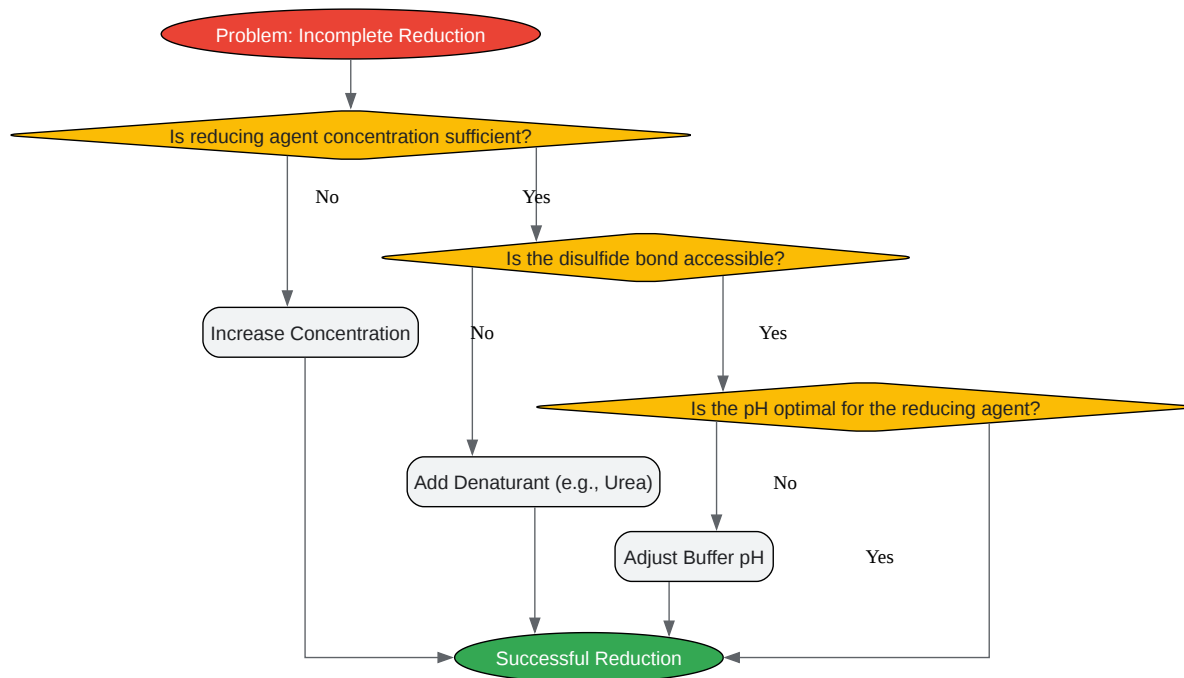 Problem: Incomplete Reduction
Is reducing agent concentration sufficient?
No
Yes
Is the disulfide bond accessible?
Increase Concentration
No
Yes
Is the pH optimal for the reducing agent?
Add Denaturant (e.g., Urea)
No
Adjust Buffer pH
Yes
Successful Reduction